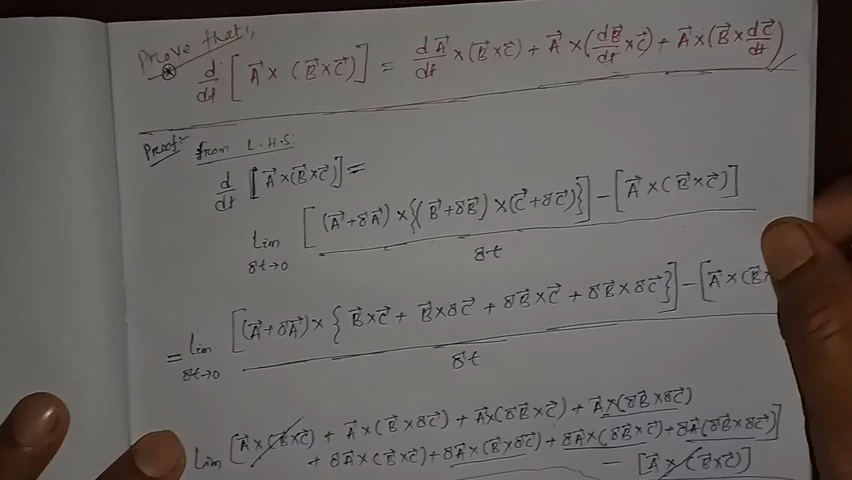 Prove that:,
⊛ d/dt [A⃗ × (B⃗×C⃗)] = dA⃗/dt × (B⃗×C⃗) + A⃗ × (dB⃗/dt × C⃗) + A⃗ × (B⃗ × dC⃗/dt)
Proof:- from L.H.S.
d/dt [A⃗×(B⃗×C⃗)] =
Lim δt→0 [(A⃗+δA⃗) × {(B⃗+δB⃗) × (C⃗+δC⃗)}] − [A⃗ × (B⃗×C⃗)] / δt
= Lim δt→0 [(A⃗+δA⃗) × {B⃗×C⃗ + B⃗×δC⃗ + δB⃗×C⃗ + δB⃗×δC⃗}] − [A⃗×(B⃗× / δt
Lim [A⃗×(B⃗×C⃗) + A⃗×(B⃗×δC⃗) + A⃗×(δB⃗×C⃗) + A⃗×(δB⃗×δC⃗)
+ δA⃗×(B⃗×C⃗) + δA⃗×(B⃗×δC⃗) + δA⃗×(δB⃗×C⃗) + δA⃗(δB⃗×δC⃗)]
− [A⃗×(B⃗×C⃗)]